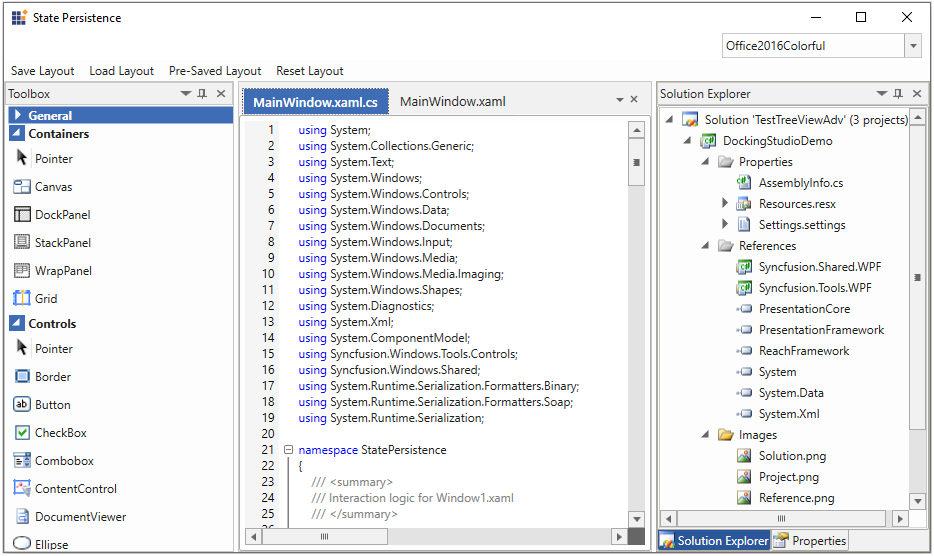 State Persistence
Office2016Colorful
Save Layout Load Layout Pre-Saved Layout Reset Layout
Toolbox
General
Containers
Pointer
Canvas
DockPanel
StackPanel
WrapPanel
Grid
Controls
Pointer
Border
ab Button
CheckBox
Combobox
ContentControl
DocumentViewer
Ellipse
MainWindow.xaml.cs MainWindow.xaml
1 using System;
2 using System.Collections.Generic;
3 using System.Text;
4 using System.Windows;
5 using System.Windows.Controls;
6 using System.Windows.Data;
7 using System.Windows.Documents;
8 using System.Windows.Input;
9 using System.Windows.Media;
10 using System.Windows.Media.Imaging;
11 using System.Windows.Shapes;
12 using System.Diagnostics;
13 using System.Xml;
14 using System.ComponentModel;
15 using Syncfusion.Windows.Tools.Controls;
16 using Syncfusion.Windows.Shared;
17 using System.Runtime.Serialization.Formatters.Binary;
18 using System.Runtime.Serialization.Formatters.Soap;
19 using System.Runtime.Serialization;
20
21 namespace StatePersistence
22 {
23 /// <summary>
24 /// Interaction logic for Window1.xaml
25 /// </summary>
Solution Explorer
Solution 'TestTreeViewAdv' (3 projects)
DockingStudioDemo
Properties
AssemblyInfo.cs
Resources.resx
Settings.settings
References
Syncfusion.Shared.WPF
Syncfusion.Tools.WPF
PresentationCore
PresentationFramework
ReachFramework
System
System.Data
System.Xml
Images
Solution.png
Project.png
Reference.png
Solution Explorer Properties